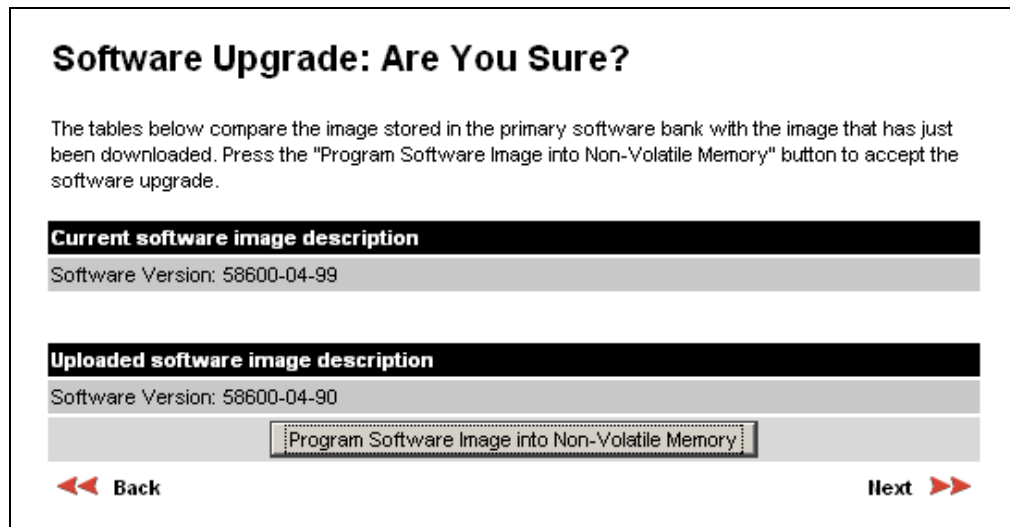 Software Upgrade: Are You Sure?
The tables below compare the image stored in the primary software bank with the image that has just
been downloaded. Press the "Program Software Image into Non-Volatile Memory" button to accept the
software upgrade.
Current software image description
Software Version: 58600-04-99
Uploaded software image description
Software Version: 58600-04-90
Program Software Image into Non-Volatile Memory
Back Next